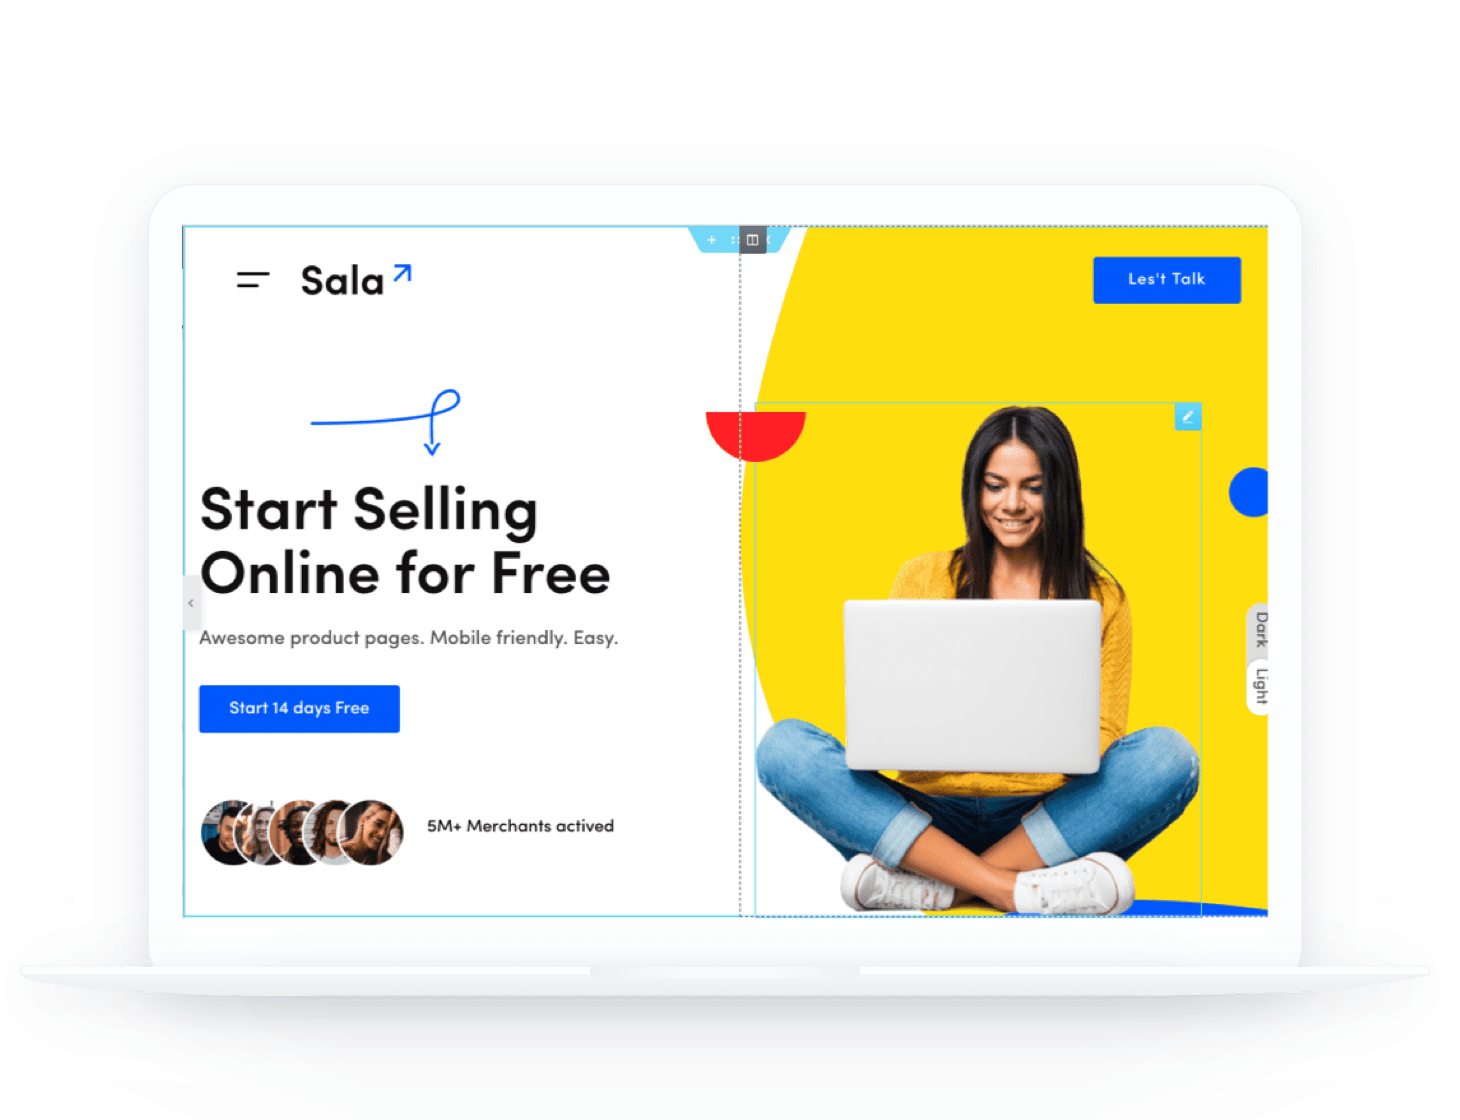 Sala
Les't Talk
Start Selling
Online for Free
Awesome product pages. Mobile friendly. Easy.
Start 14 days Free
5M+ Merchants actived
Dark
Light